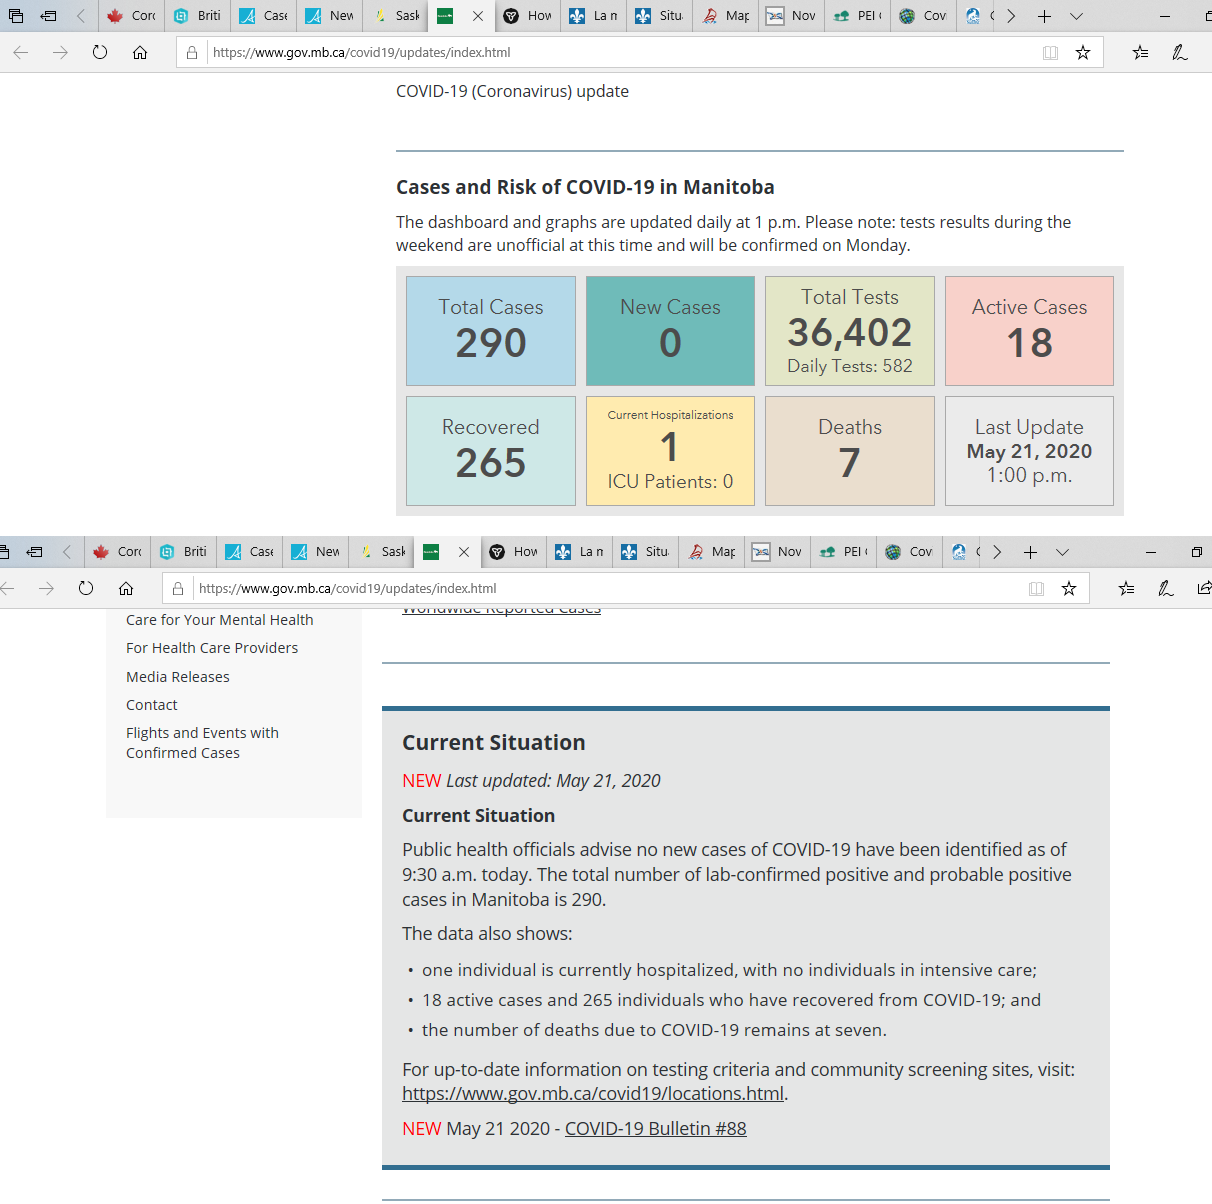 Cord
Briti
Case
New
Sask
How
La n
Situ
Map
Nov
PEI
Cov
https://www.gov.mb.ca/covid19/updates/index.html
COVID-19 (Coronavirus) update
Cases and Risk of COVID-19 in Manitoba
The dashboard and graphs are updated daily at 1 p.m. Please note: tests results during the
weekend are unofficial at this time and will be confirmed on Monday.
Total Cases
290
New Cases
0
Total Tests
36,402
Daily Tests: 582
Active Cases
18
Recovered
265
Current Hospitalizations
1
ICU Patients: 0
Deaths
7
Last Update
May 21, 2020
1:00 p.m.
Briti
Case
New
Sask
How
Situ
Map
Nov
PEI
Cov
https://www.gov.mb.ca/covid19/updates/index.html
Worldwide Reported Cases
Care for Your Mental Health
For Health Care Providers
Media Releases
Contact
Flights and Events with
Confirmed Cases
Current Situation
NEW Last updated: May 21, 2020
Current Situation
Public health officials advise no new cases of COVID-19 have been identified as of
9:30 a.m. today. The total number of lab-confirmed positive and probable positive
cases in Manitoba is 290.
The data also shows:
• one individual is currently hospitalized, with no individuals in intensive care;
• 18 active cases and 265 individuals who have recovered from COVID-19; and
• the number of deaths due to COVID-19 remains at seven.
For up-to-date information on testing criteria and community screening sites, visit:
https://www.gov.mb.ca/covid19/locations.html.
NEW May 21 2020 - COVID-19 Bulletin #88